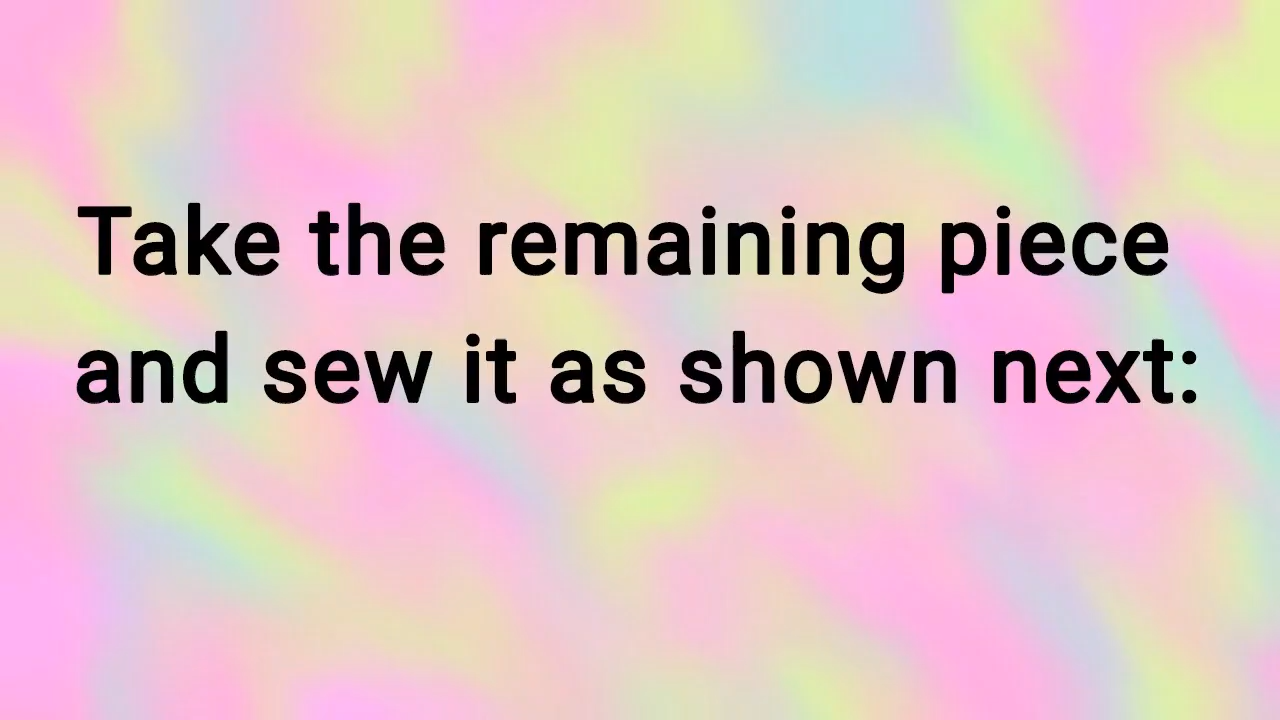 Take the remaining piece
and sew it as shown next: